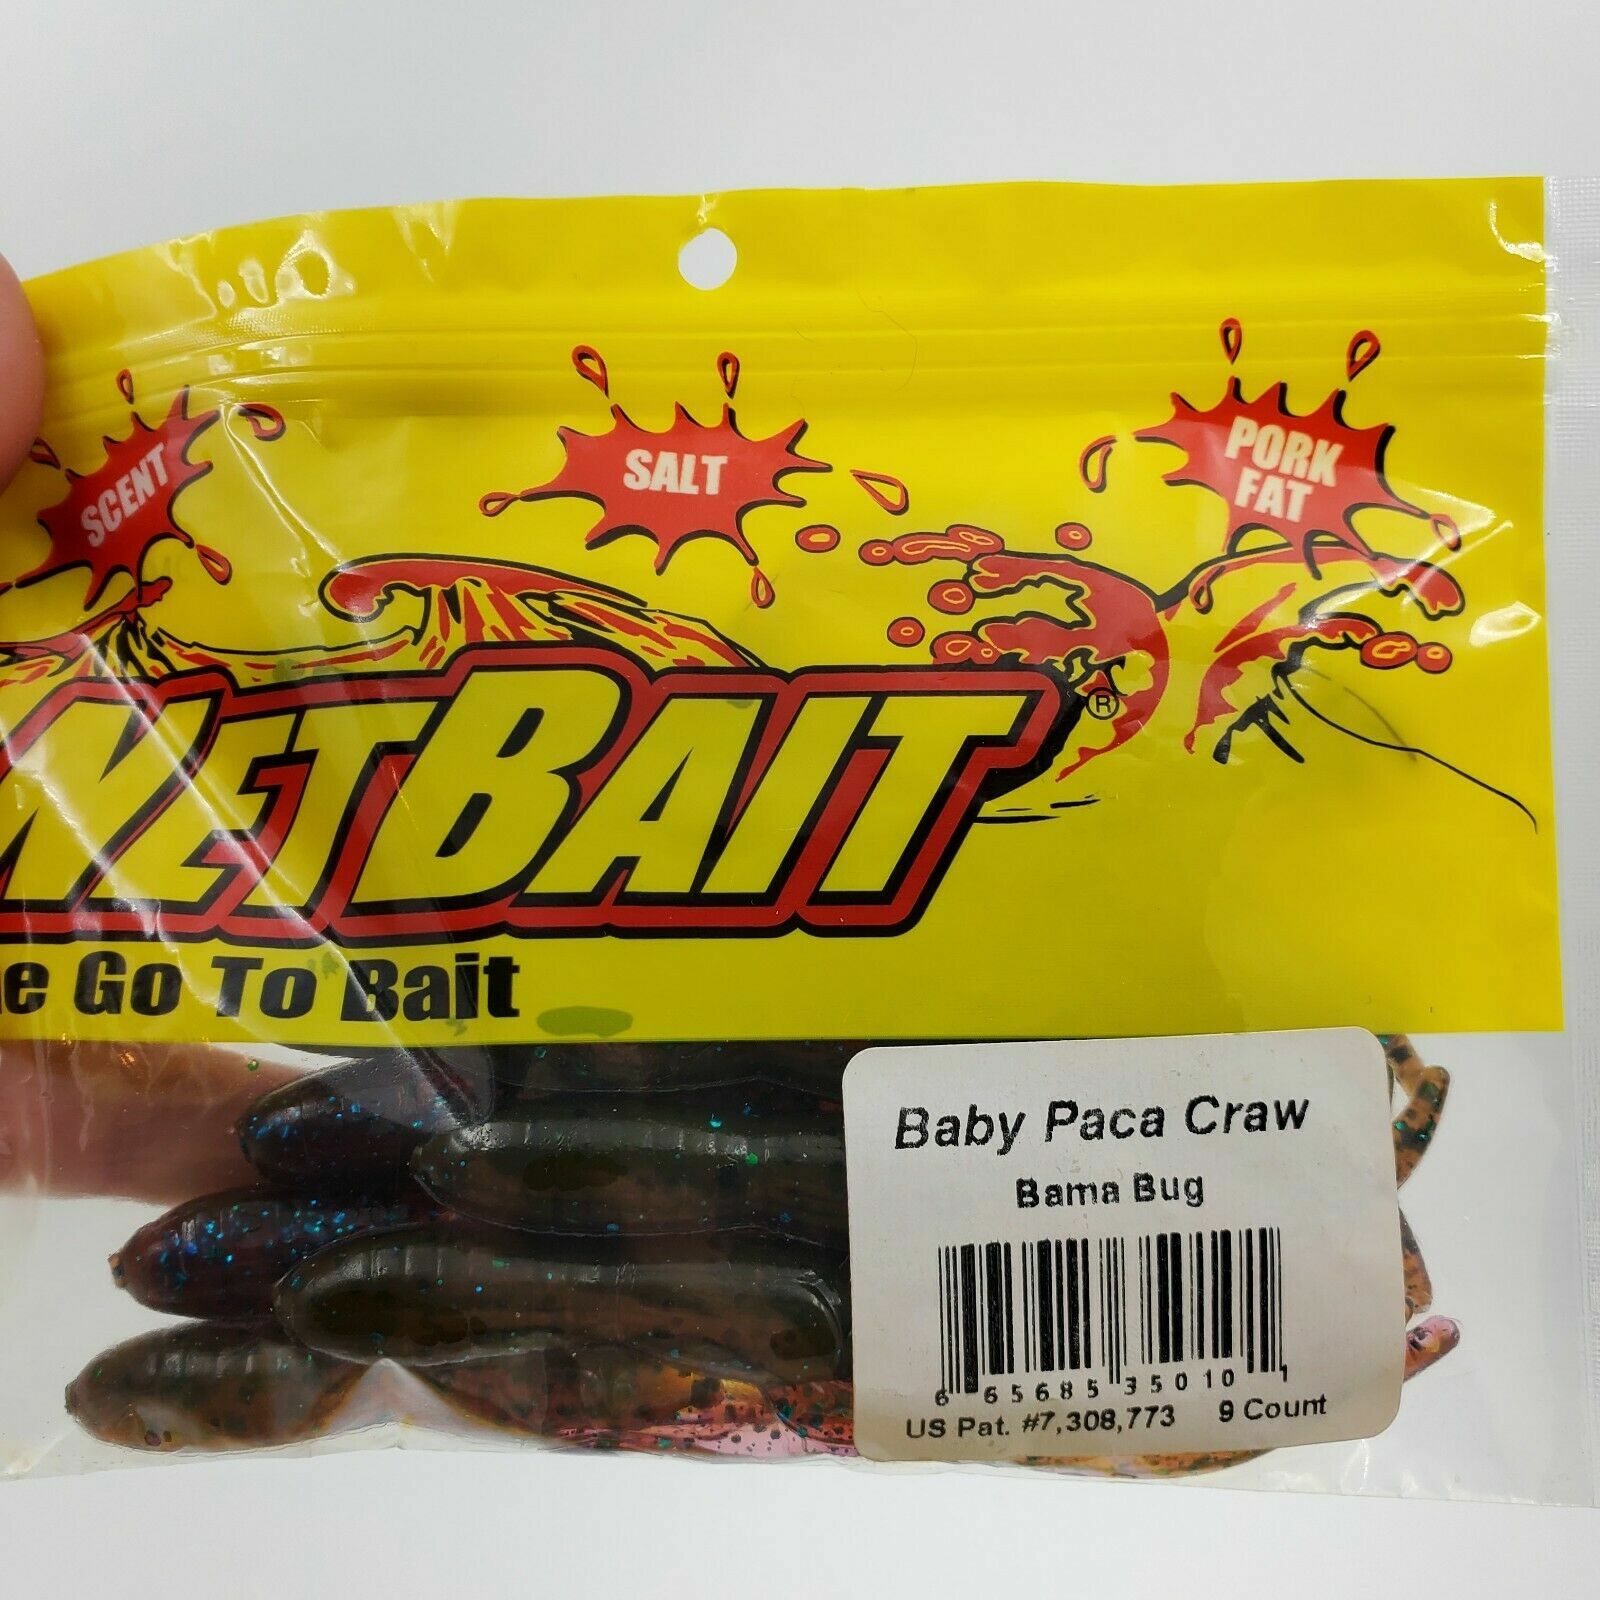 SCENT
SALT
PORK
FAT
NETBAIT®
Go To Bait
Baby Paca Craw
Bama Bug
6 65685 35010 1
US Pat. #7,308,773 9 Count